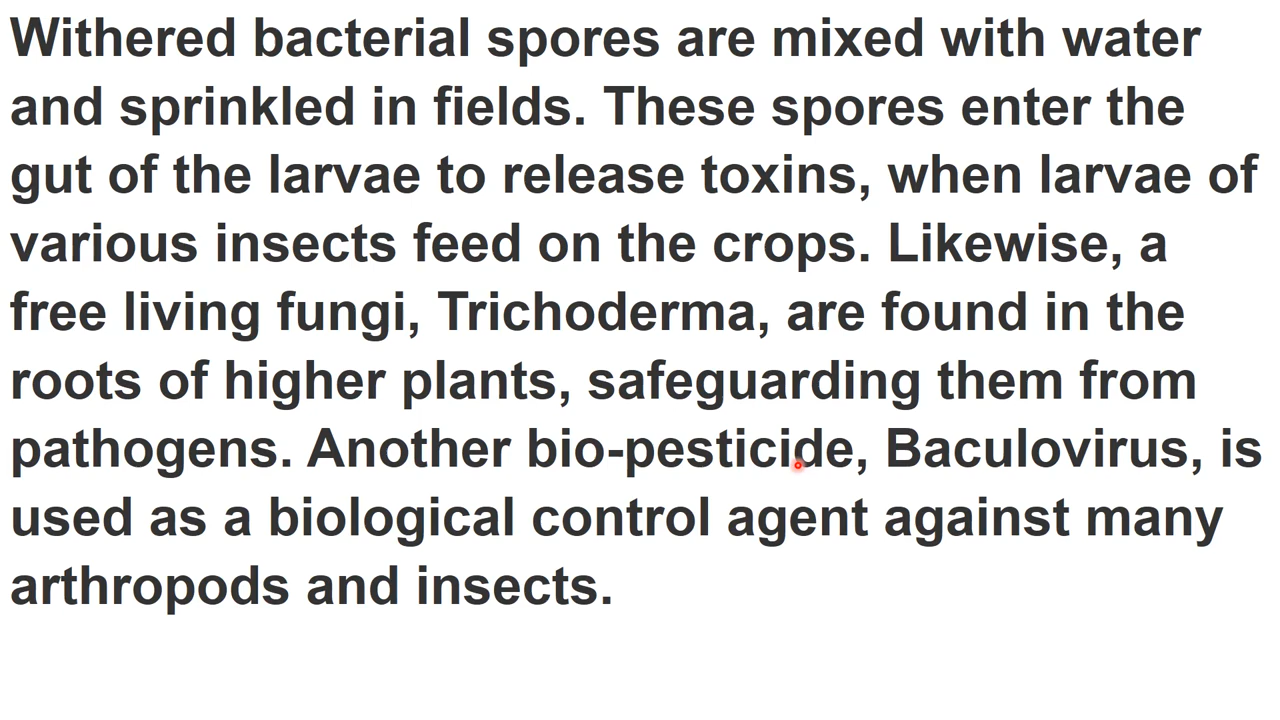 Withered bacterial spores are mixed with water
and sprinkled in fields. These spores enter the
gut of the larvae to release toxins, when larvae of
various insects feed on the crops. Likewise, a
free living fungi, Trichoderma, are found in the
roots of higher plants, safeguarding them from
pathogens. Another bio-pesticide, Baculovirus, is
used as a biological control agent against many
arthropods and insects.